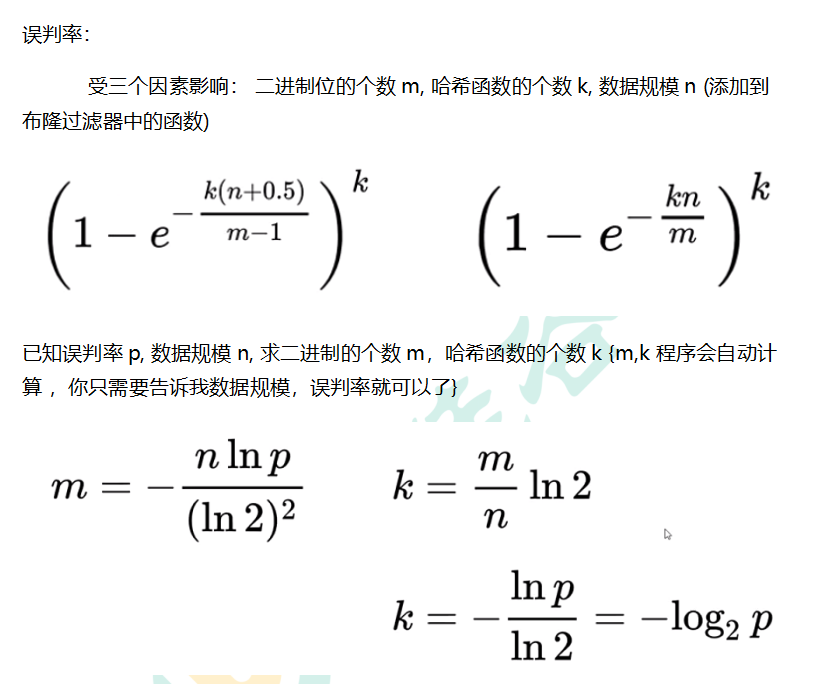 误判率：
受三个因素影响： 二进制位的个数 m, 哈希函数的个数 k, 数据规模 n (添加到
布隆过滤器中的函数)
(1 − e^{−\frac{k(n+0.5)}{m−1}})^k (1 − e^{−\frac{kn}{m}})^k
已知误判率 p, 数据规模 n, 求二进制的个数 m，哈希函数的个数 k {m,k 程序会自动计
算 ，你只需要告诉我数据规模，误判率就可以了}
m = −\frac{n ln p}{(ln 2)^2} k = \frac{m}{n} ln 2
k = −\frac{ln p}{ln 2} = −log_2 p